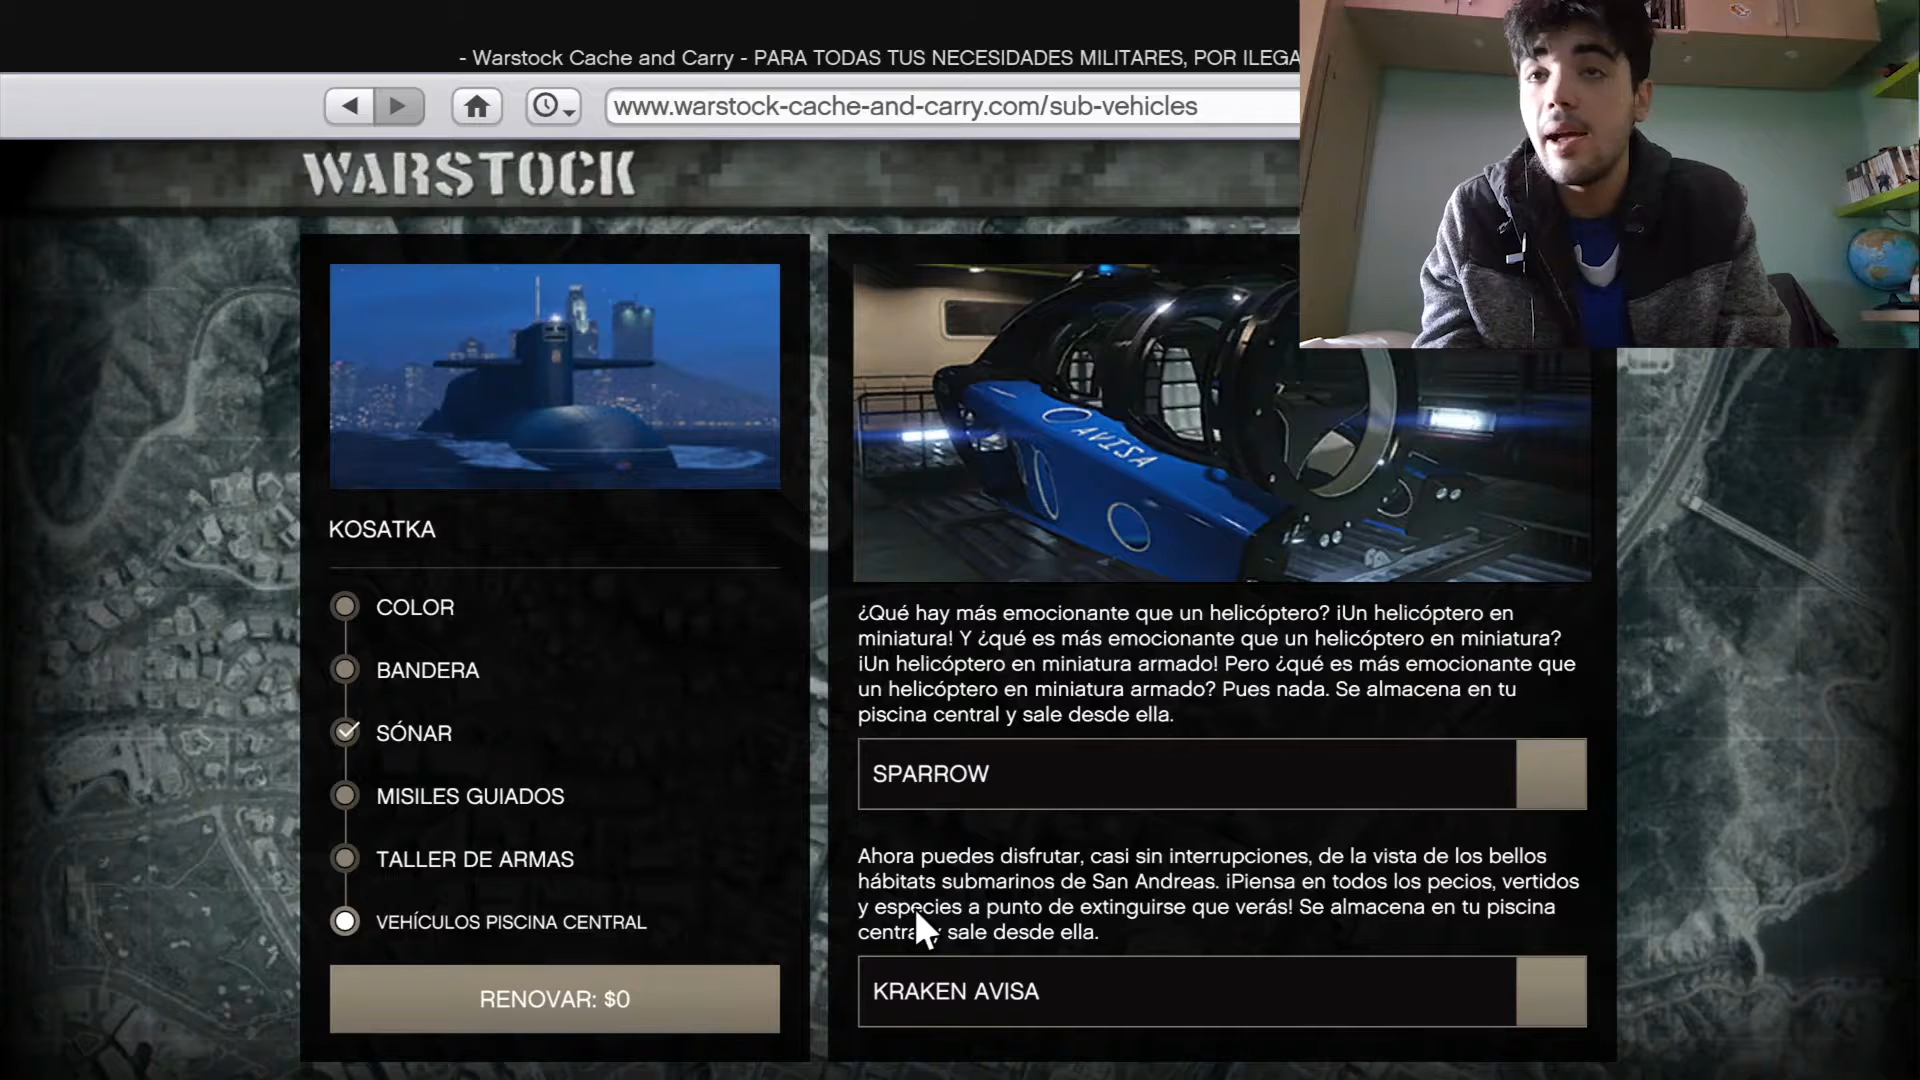 - Warstock Cache and Carry - PARA TODAS TUS NECESIDADES MILITARES, POR ILEGA
www.warstock-cache-and-carry.com/sub-vehicles
WARSTOCK
KOSATKA
COLOR
BANDERA
SÓNAR
MISILES GUIADOS
TALLER DE ARMAS
VEHÍCULOS PISCINA CENTRAL
RENOVAR: $0
AVISA
¿Qué hay más emocionante que un helicóptero? ¡Un helicóptero en
miniatura! Y ¿qué es más emocionante que un helicóptero en miniatura?
¡Un helicóptero en miniatura armado! Pero ¿qué es más emocionante que
un helicóptero en miniatura armado? Pues nada. Se almacena en tu
piscina central y sale desde ella.
SPARROW
Ahora puedes disfrutar, casi sin interrupciones, de la vista de los bellos
hábitats submarinos de San Andreas. ¡Piensa en todos los pecios, vertidos
y especies a punto de extinguirse que verás! Se almacena en tu piscina
central y sale desde ella.
KRAKEN AVISA